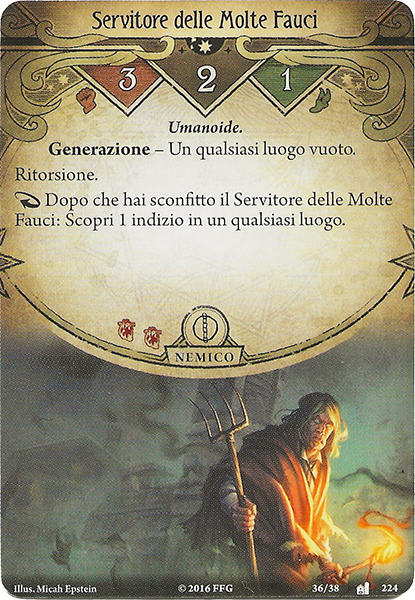 Servitore delle Molte Fauci
3 2 1
Umanoide.
Generazione – Un qualsiasi luogo vuoto.
Ritorsione.
Dopo che hai sconfitto il Servitore delle Molte
Fauci: Scopri 1 indizio in un qualsiasi luogo.
NEMICO
Illus. Micah Epstein © 2016 FFG 36/38 224